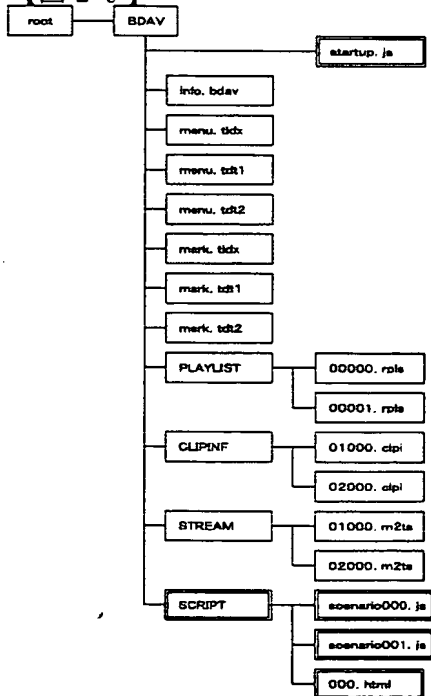 root BDAV
startup. js
info. bdav
menu. tidx
menu. tdt1
menu. tdt2
mark. tidx
mark. tdt1
mark. tdt2
PLAYLIST 00000. rpls
00001. rpls
CLIPINF 01000. clpi
02000. clpi
STREAM 01000. m2ts
02000. m2ts
SCRIPT scenario000. js
scenario001. js
000. html